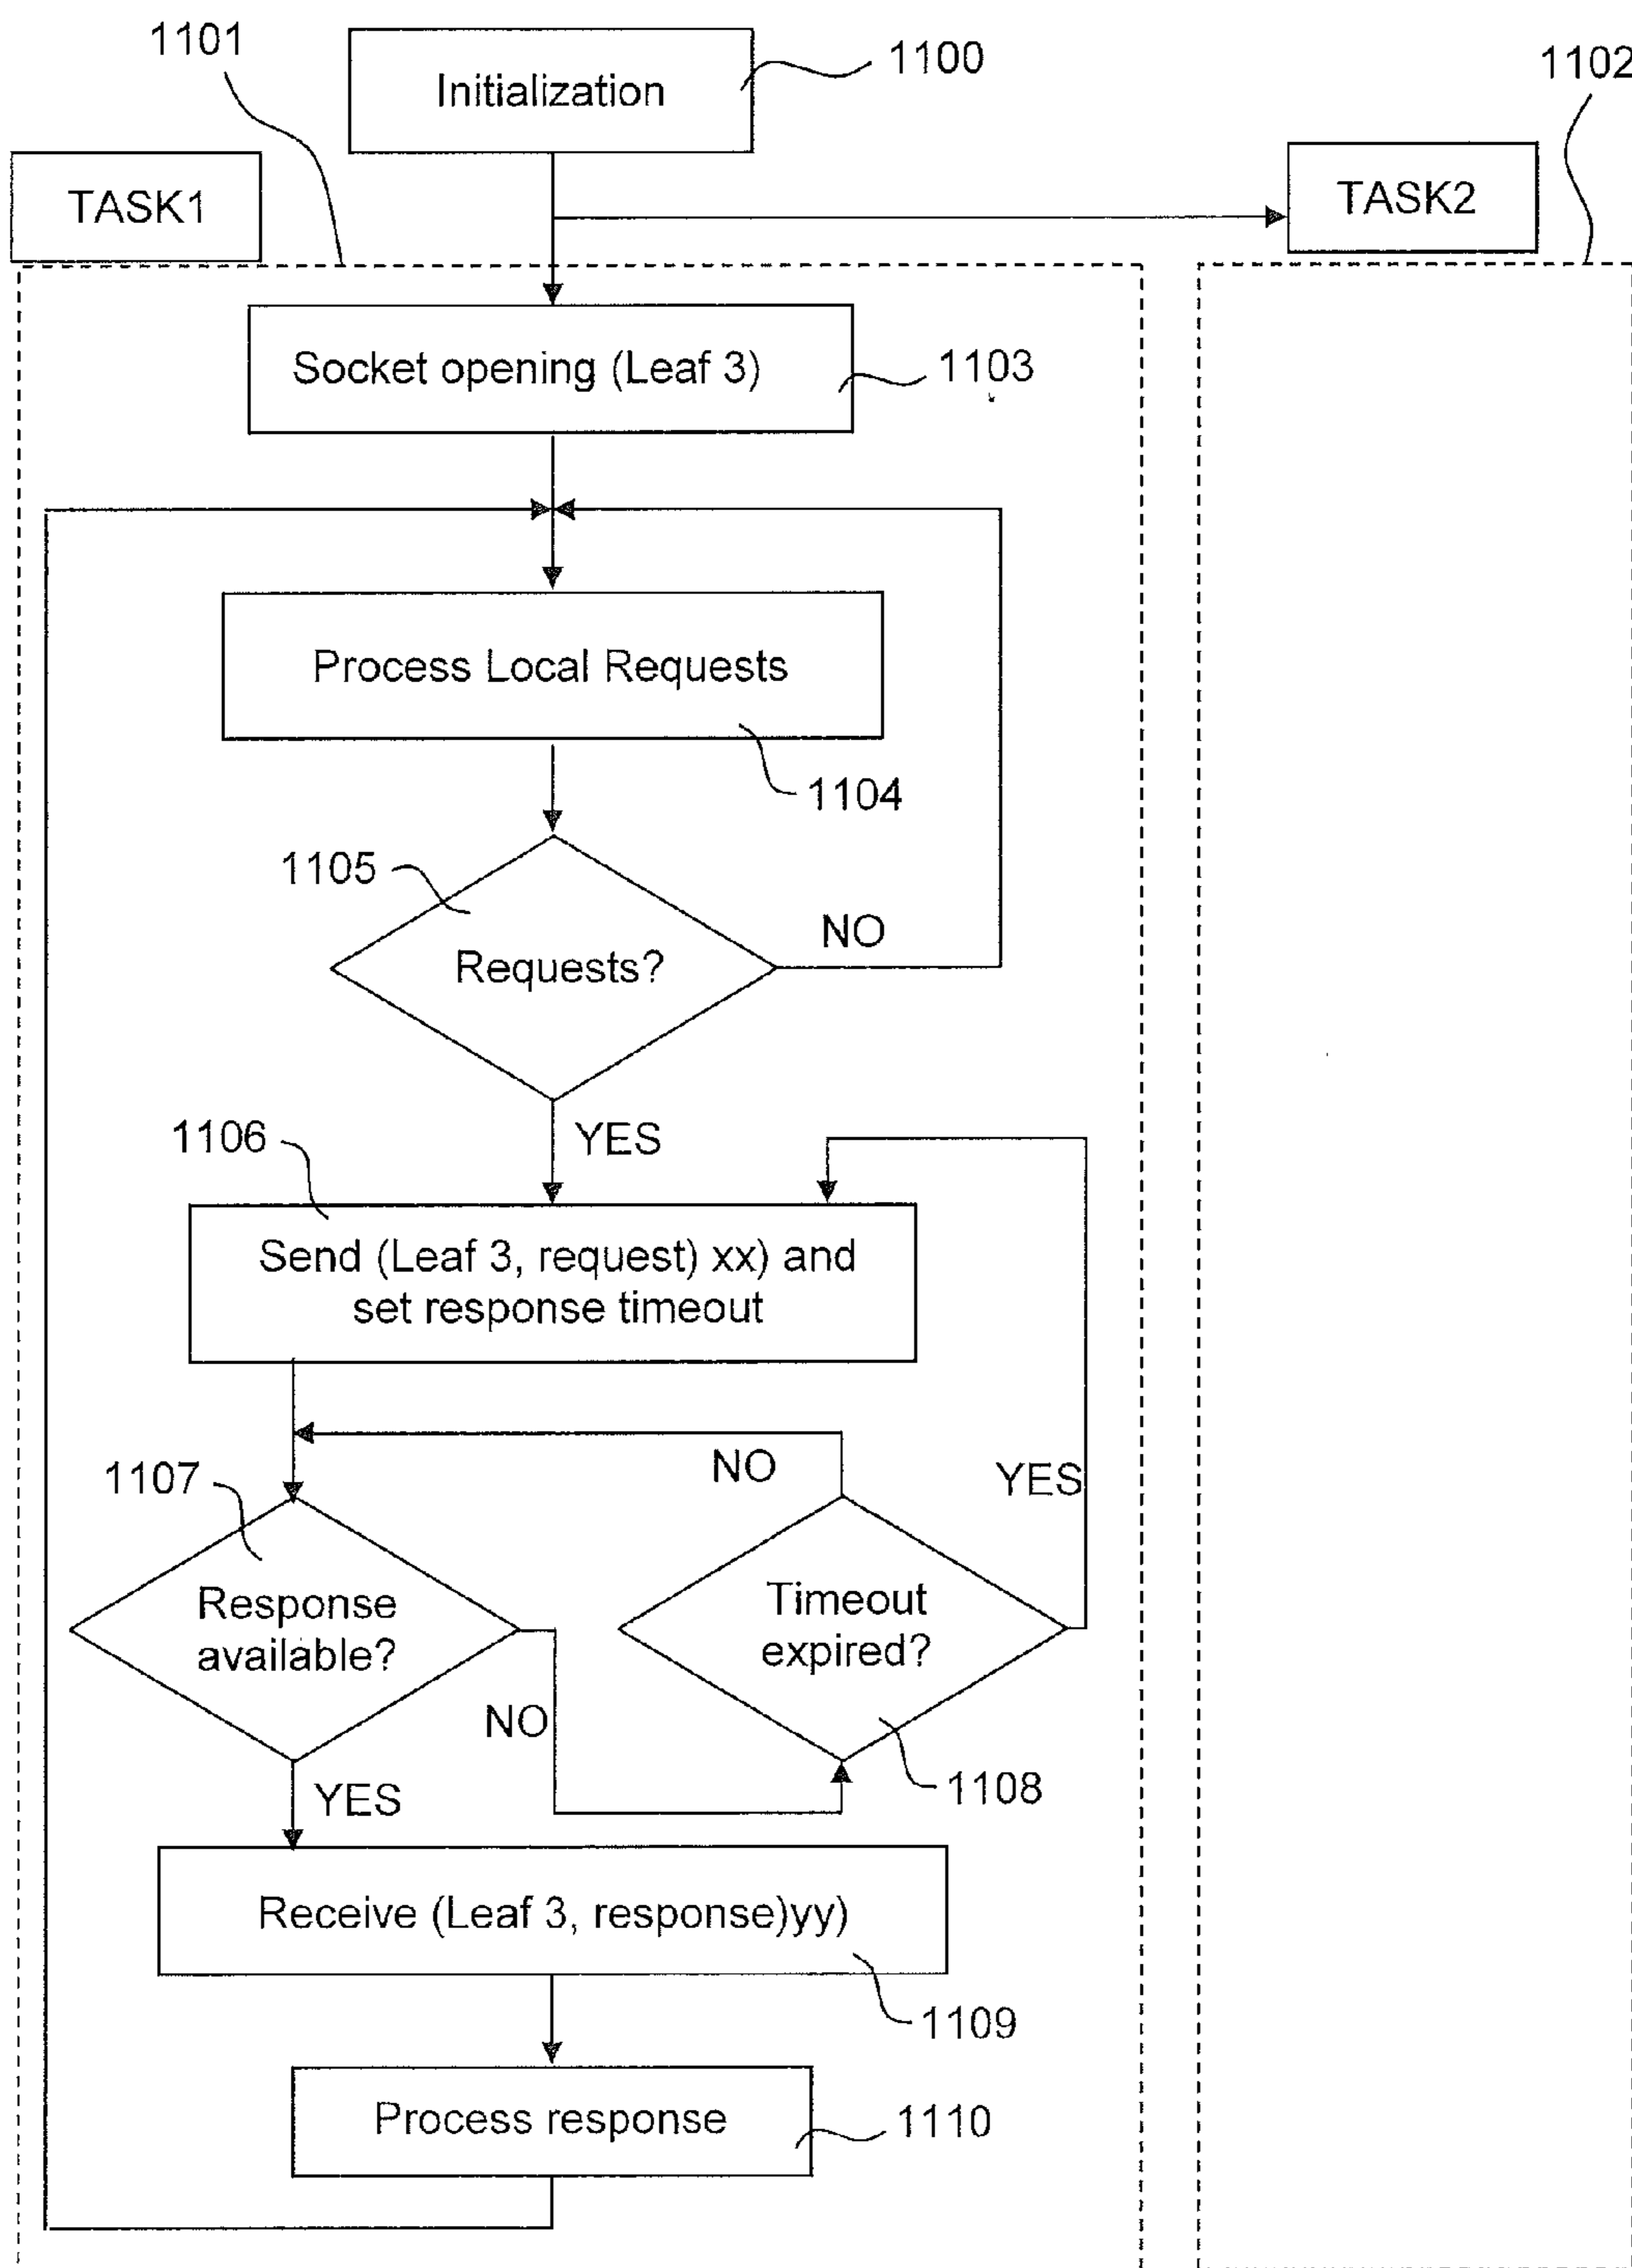 1101
Initialization
1100
1102
TASK1
TASK2
Socket opening (Leaf 3)
1103
Process Local Requests
1104
1105
Requests?
NO
YES
1106
Send (Leaf 3, request) xx) and
set response timeout
NO
YES
1107
Response
available?
Timeout
expired?
NO
1108
YES
Receive (Leaf 3, response)yy)
1109
Process response
1110